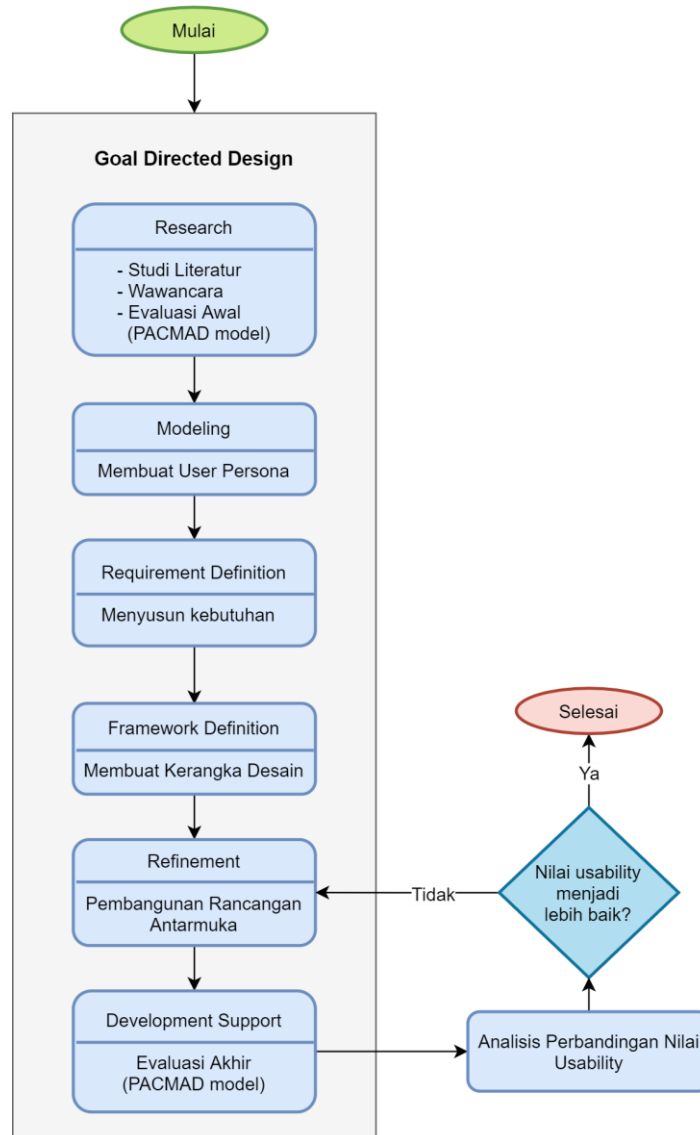 Mulai
Goal Directed Design
Research
- Studi Literatur
- Wawancara
- Evaluasi Awal
(PACMAD model)
Modeling
Membuat User Persona
Requirement Definition
Menyusun kebutuhan
Framework Definition
Membuat Kerangka Desain
Refinement
Pembangunan Rancangan
Antarmuka
Development Support
Evaluasi Akhir
(PACMAD model)
Analisis Perbandingan Nilai
Usability
Nilai usability
menjadi
lebih baik?
Tidak
Ya
Selesai